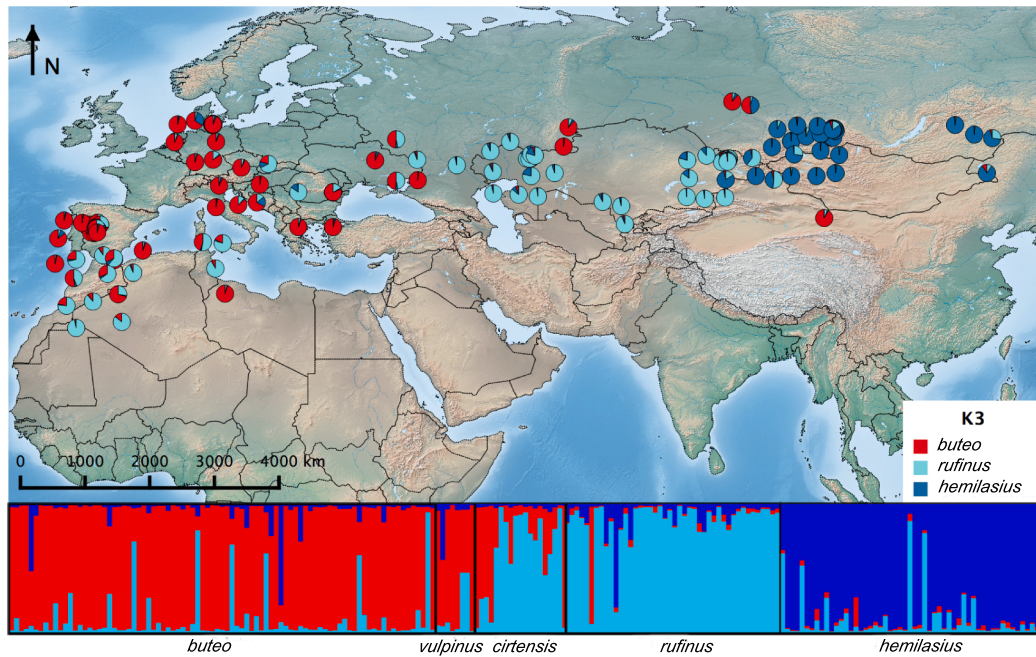 N
K3
buteo
rufinus
hemilasius
0 1000 2000 3000 4000 km
buteo vulpinus cirtensis rufinus hemilasius